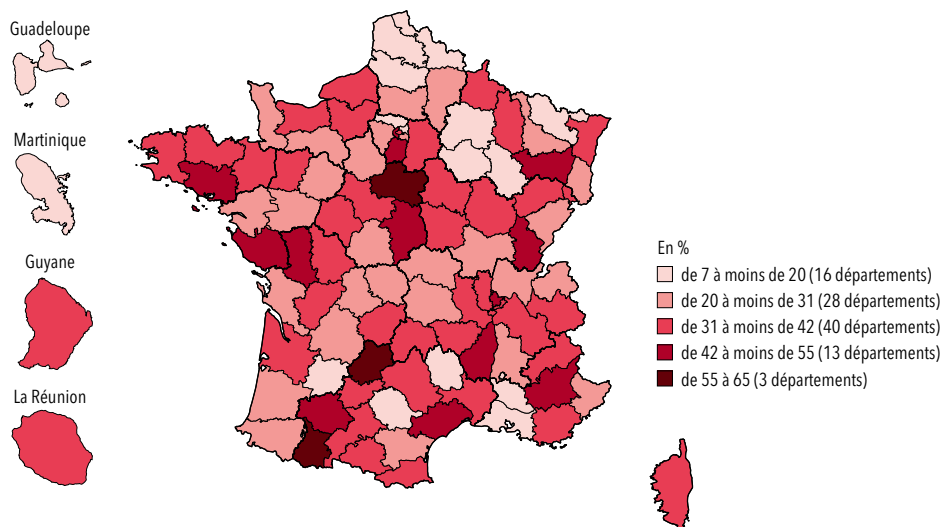 Guadeloupe
Martinique
Guyane
La Réunion
En %
de 7 à moins de 20 (16 départements)
de 20 à moins de 31 (28 départements)
de 31 à moins de 42 (40 départements)
de 42 à moins de 55 (13 départements)
de 55 à 65 (3 départements)